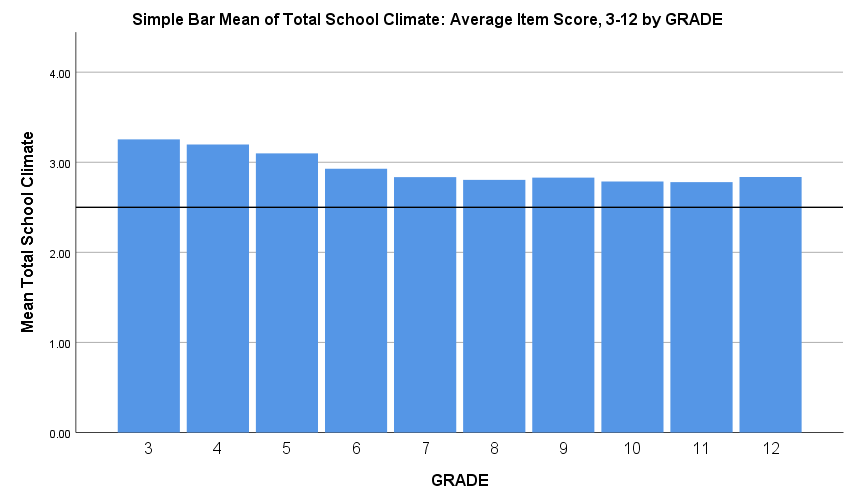 Simple Bar Mean of Total School Climate: Average Item Score, 3-12 by GRADE
Mean Total School Climate
4.00
3.00
2.00
1.00
0.00
3 4 5 6 7 8 9 10 11 12
GRADE